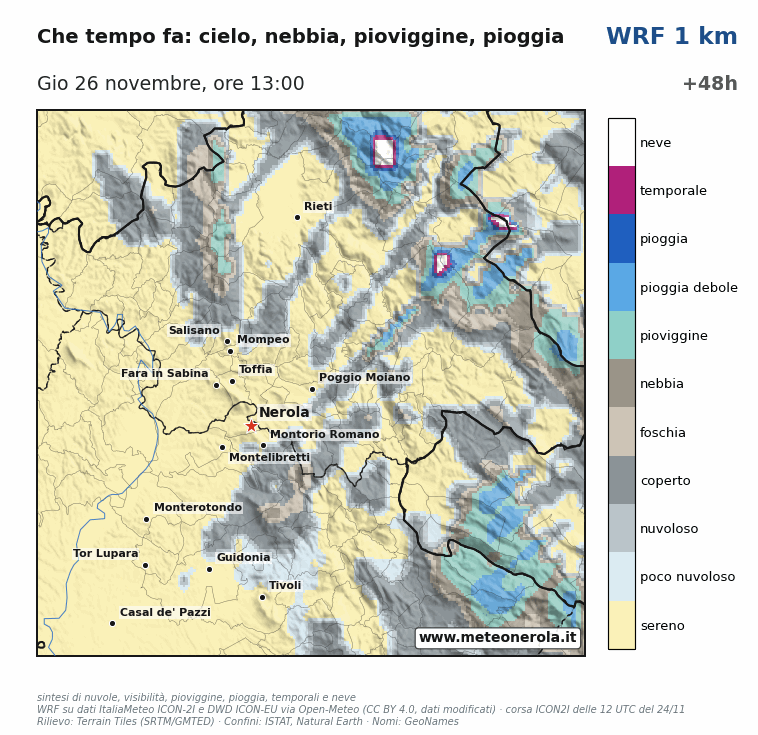 Che tempo fa: cielo, nebbia, pioviggine, pioggia
WRF 1 km
Gio 26 novembre, ore 13:00
+48h
neve
temporale
pioggia
pioggia debole
pioviggine
nebbia
foschia
coperto
nuvoloso
poco nuvoloso
sereno
Rieti
Salisano
Mompeo
Fara in Sabina
Toffia
Poggio Moiano
Nerola
Montorio Romano
Montelibretti
Monterotondo
Tor Lupara
Guidonia
Tivoli
Casal de' Pazzi
www.meteonerola.it
sintesi di nuvole, visibilità, pioviggine, pioggia, temporali e neve
WRF su dati ItaliaMeteo ICON-2I e DWD ICON-EU via Open-Meteo (CC BY 4.0, dati modificati) · corsa ICON2I delle 12 UTC del 24/11
Rilievo: Terrain Tiles (SRTM/GMTED) · Confini: ISTAT, Natural Earth · Nomi: GeoNames